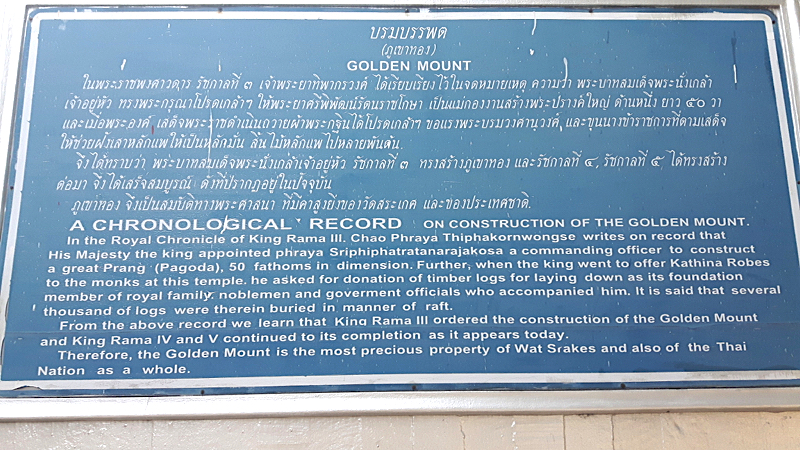 บรมบรรพต
(ภูเขาทอง)
GOLDEN MOUNT
ในพระราชพงศาวดาร รัชกาลที่ ๓ เจ้าพระยาทิพากรวงค์ ได้เรียบเรียงไว้ในจดหมายเหตุ ความว่า พระบาทสมเด็จพระนั่งเกล้า
เจ้าอยู่หัว ทรงพระกรุณาโปรดเกล้าฯ ให้พระยาศรีพิพัฒน์รัตนราชโกษา เป็นแม่กองงานสร้างพระปรางค์ใหญ่ ด้านหนึ่ง ยาว ๕๐ วา
และเมื่อพระองค์ เสด็จพระราชดำเนินถวายผ้าพระกฐินได้โปรดเกล้าฯ ขอแรงพระบรมวงศานุวงศ์ และขุนนางข้าราชการที่ตามเสด็จ
ให้ช่วยฝนเสาหลักแพให้เป็นหลักมั่น สิ้นไม้หลักแพไปหลายพันต้น
จึงได้ทราบว่า พระบาทสมเด็จพระนั่งเกล้าเจ้าอยู่หัว รัชกาลที่ ๓ ทรงสร้างภูเขาทอง และรัชกาลที่ ๔, รัชกาลที่ ๕ ได้ทรงสร้าง
ต่อมา จึงได้เสร็จสมบูรณ์ ดังที่ปรากฏอยู่ในปัจจุบัน
ภูเขาทอง จึงเป็นสมบัติทางพระศาสนา ที่มีค่าสูงยิ่งของวัดสระเกศ และของประเทศชาติ.
A CHRONOLOGICAL RECORD ON CONSTRUCTION OF THE GOLDEN MOUNT.
In the Royal Chronicle of King Rama III. Chao Phraya Thiphakornwongse writes on record that
His Majesty the king appointed phraya Sriphiphatratanarajakosa a commanding officer to construct
a great Prang (Pagoda), 50 fathoms in dimension. Further, when the king went to offer Kathina Robes
to the monks at this temple. he asked for donation of timber logs for laying down as its foundation
member of royal family: noblemen and goverment officials who accompanied him. It is said that several
thousand of logs were therein buried in manner of raft.
From the above record we learn that King Rama III ordered the construction of the Golden Mount
and King Rama IV and V continued to its completion as it appears today.
Therefore, the Golden Mount is the most precious property of Wat Srakes and also of the Thai
Nation as a whole.